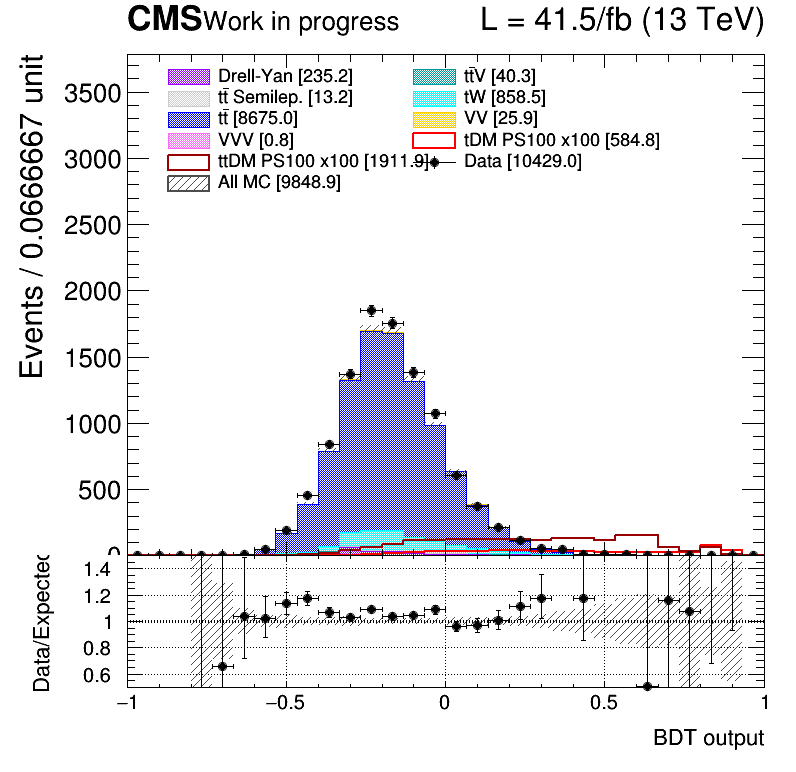 CMS Work in progress L = 41.5/fb (13 TeV)
Events / 0.0666667 unit
3500
3000
2500
2000
1500
1000
500
0
Drell-Yan [235.2]
tt̄V [40.3]
tt̄ Semilep. [13.2]
tW [858.5]
tt̄ [8675.0]
VV [25.9]
VVV [0.8]
tDM PS100 x100 [584.8]
ttDM PS100 x100 [1911.9]
Data [10429.0]
All MC [9848.9]
Data/Expected
1.4
1.2
1
0.8
0.6
−1 −0.5 0 0.5 1
BDT output